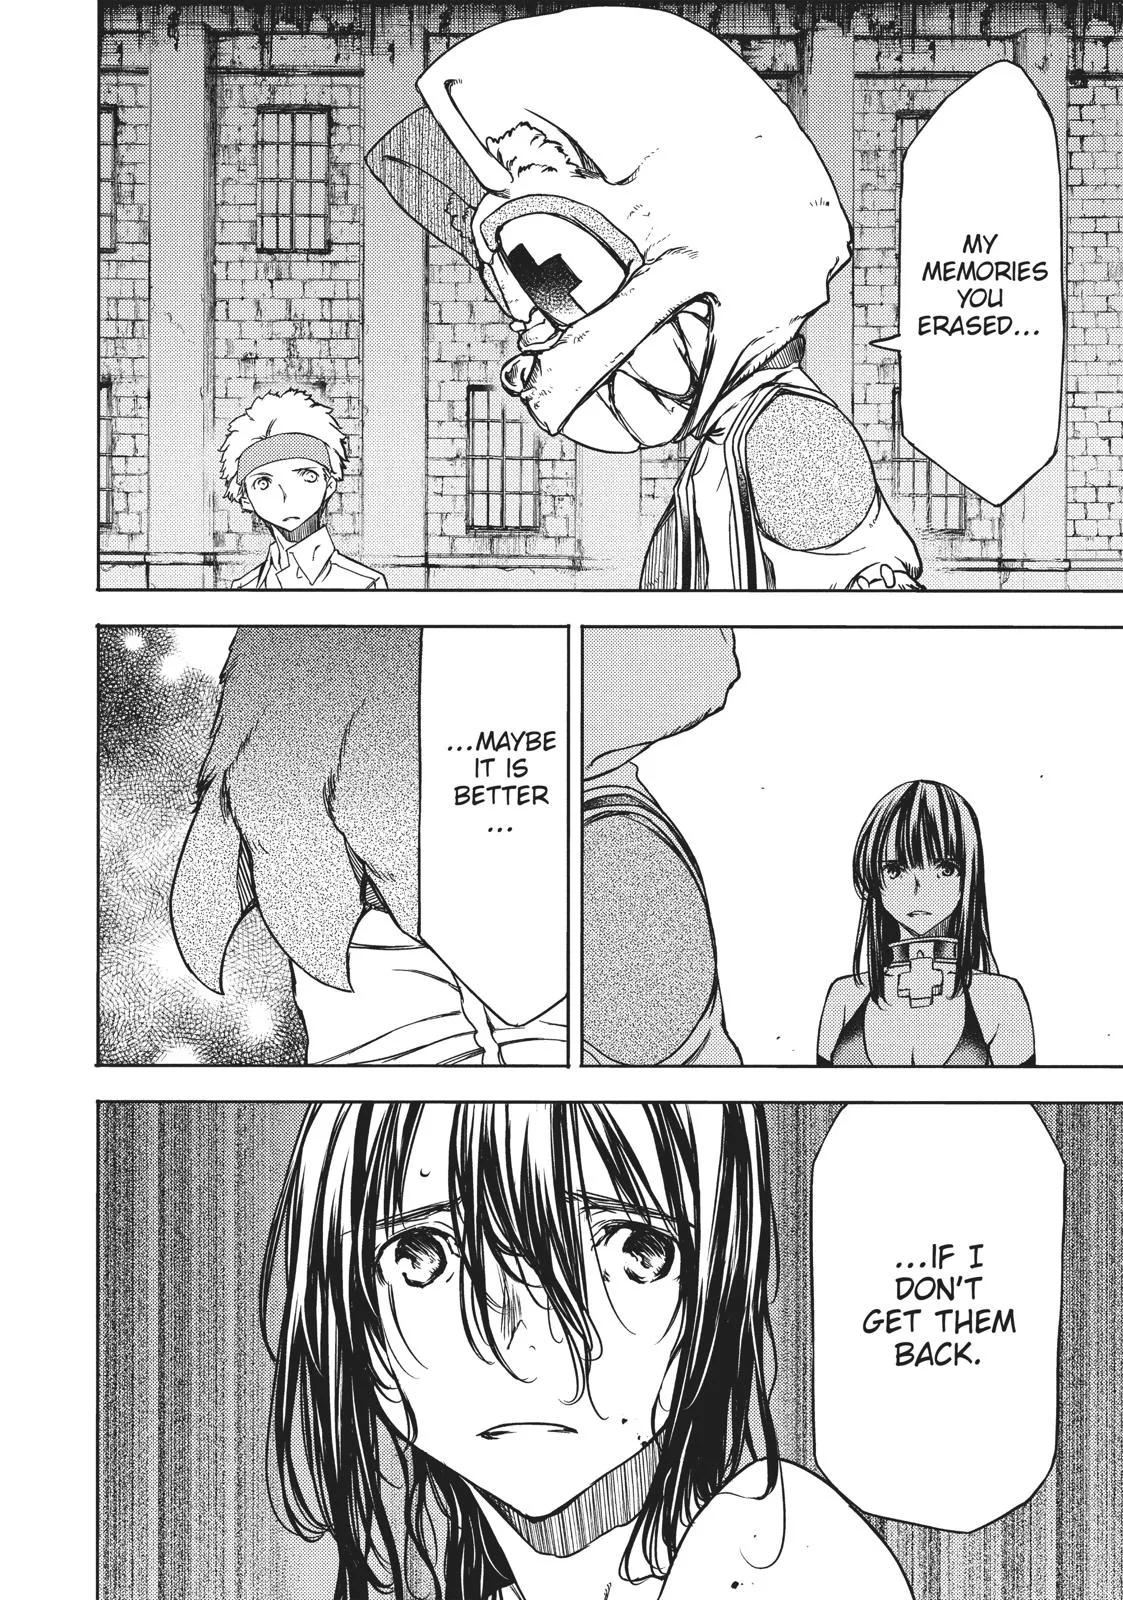 MY
MEMORIES
YOU
ERASED...
...MAYBE
IT IS
BETTER
...
...IF I
DON'T
GET THEM
BACK.